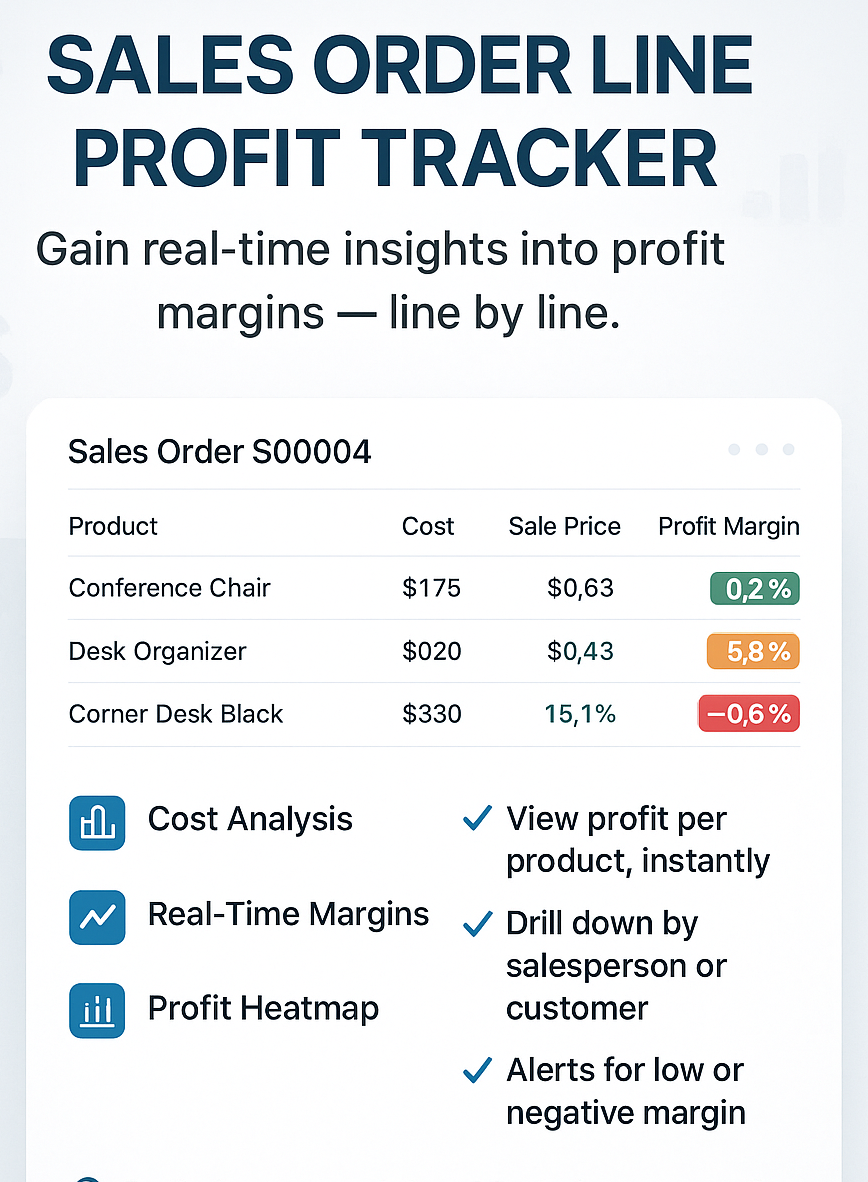 SALES ORDER LINE
PROFIT TRACKER
Gain real-time insights into profit
margins — line by line.
Sales Order S00004
Product Cost Sale Price Profit Margin
Conference Chair $175 $0,63 0,2 %
Desk Organizer $020 $0,43 5,8 %
Corner Desk Black $330 15,1% −0,6 %
Cost Analysis
Real-Time Margins
Profit Heatmap
View profit per
product, instantly
Drill down by
salesperson or
customer
Alerts for low or
negative margin